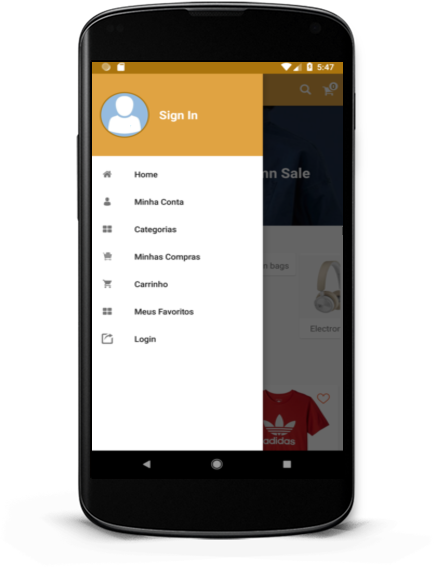 5:47
Sign In
0
nn Sale
Home
Minha Conta
Categorias
Minhas Compras
n bags
Carrinho
Electror
Meus Favoritos
Login
adidas